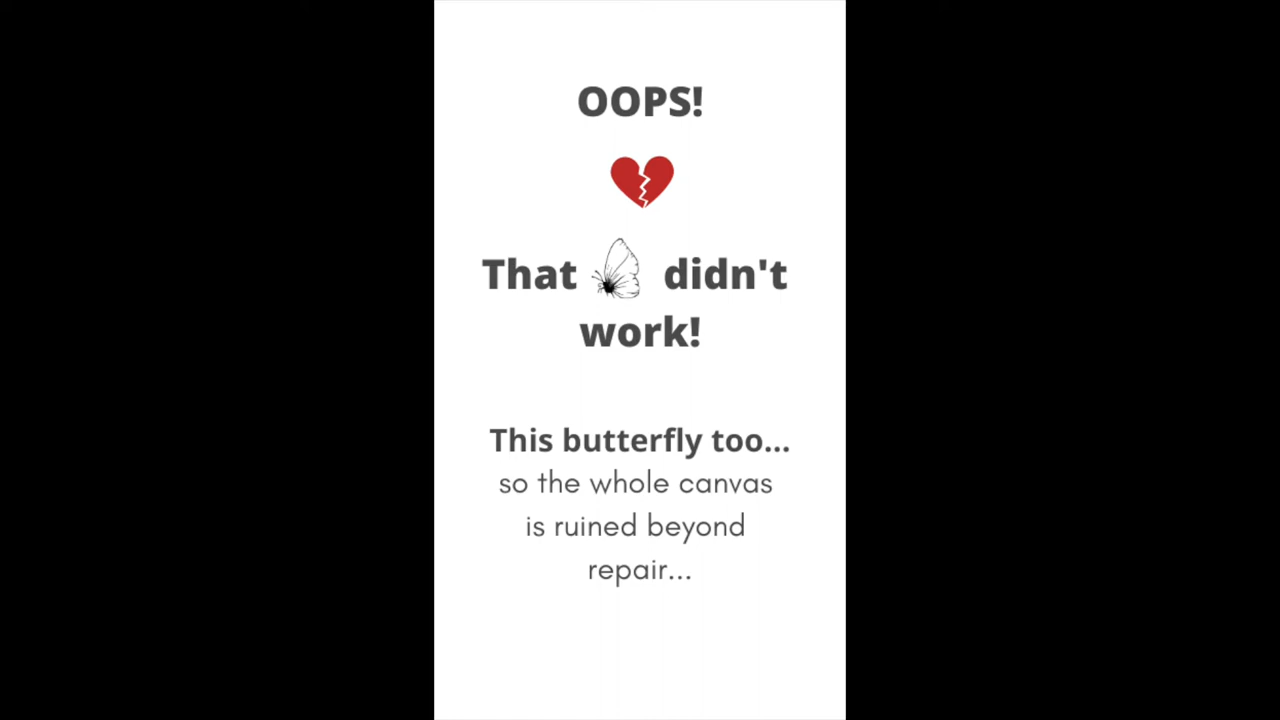 OOPS!
That didn't
work!
This butterfly too...
so the whole canvas
is ruined beyond
repair...